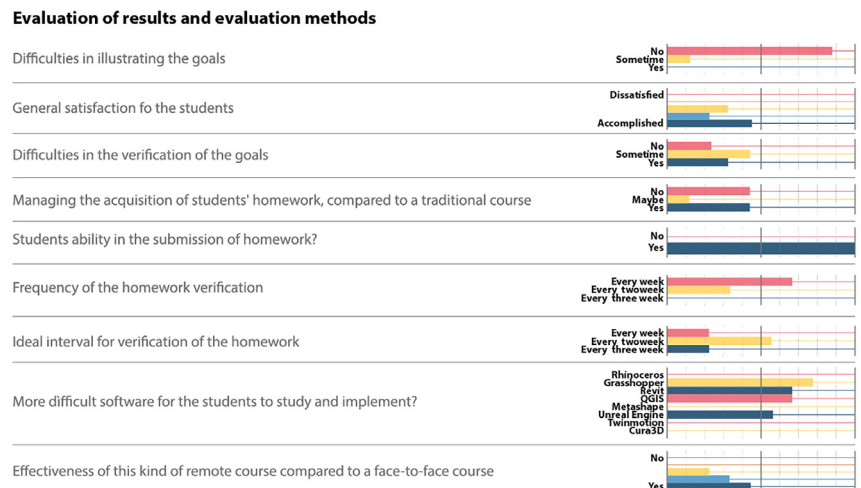 Evaluation of results and evaluation methods
Difficulties in illustrating the goals
No
Sometime
Yes
General satisfaction fo the students
Dissatisfied
Accomplished
Difficulties in the verification of the goals
No
Sometime
Yes
Managing the acquisition of students' homework, compared to a traditional course
No
Maybe
Yes
Students ability in the submission of homework?
No
Yes
Frequency of the homework verification
Every week
Every twoweek
Every three week
Ideal interval for verification of the homework
Every week
Every twoweek
Every three week
More difficult software for the students to study and implement?
Rhinoceros
Grasshopper
Revit
QGIS
Metashape
Unreal Engine
Twinmotion
Cura3D
Effectiveness of this kind of remote course compared to a face-to-face course
No
Yes